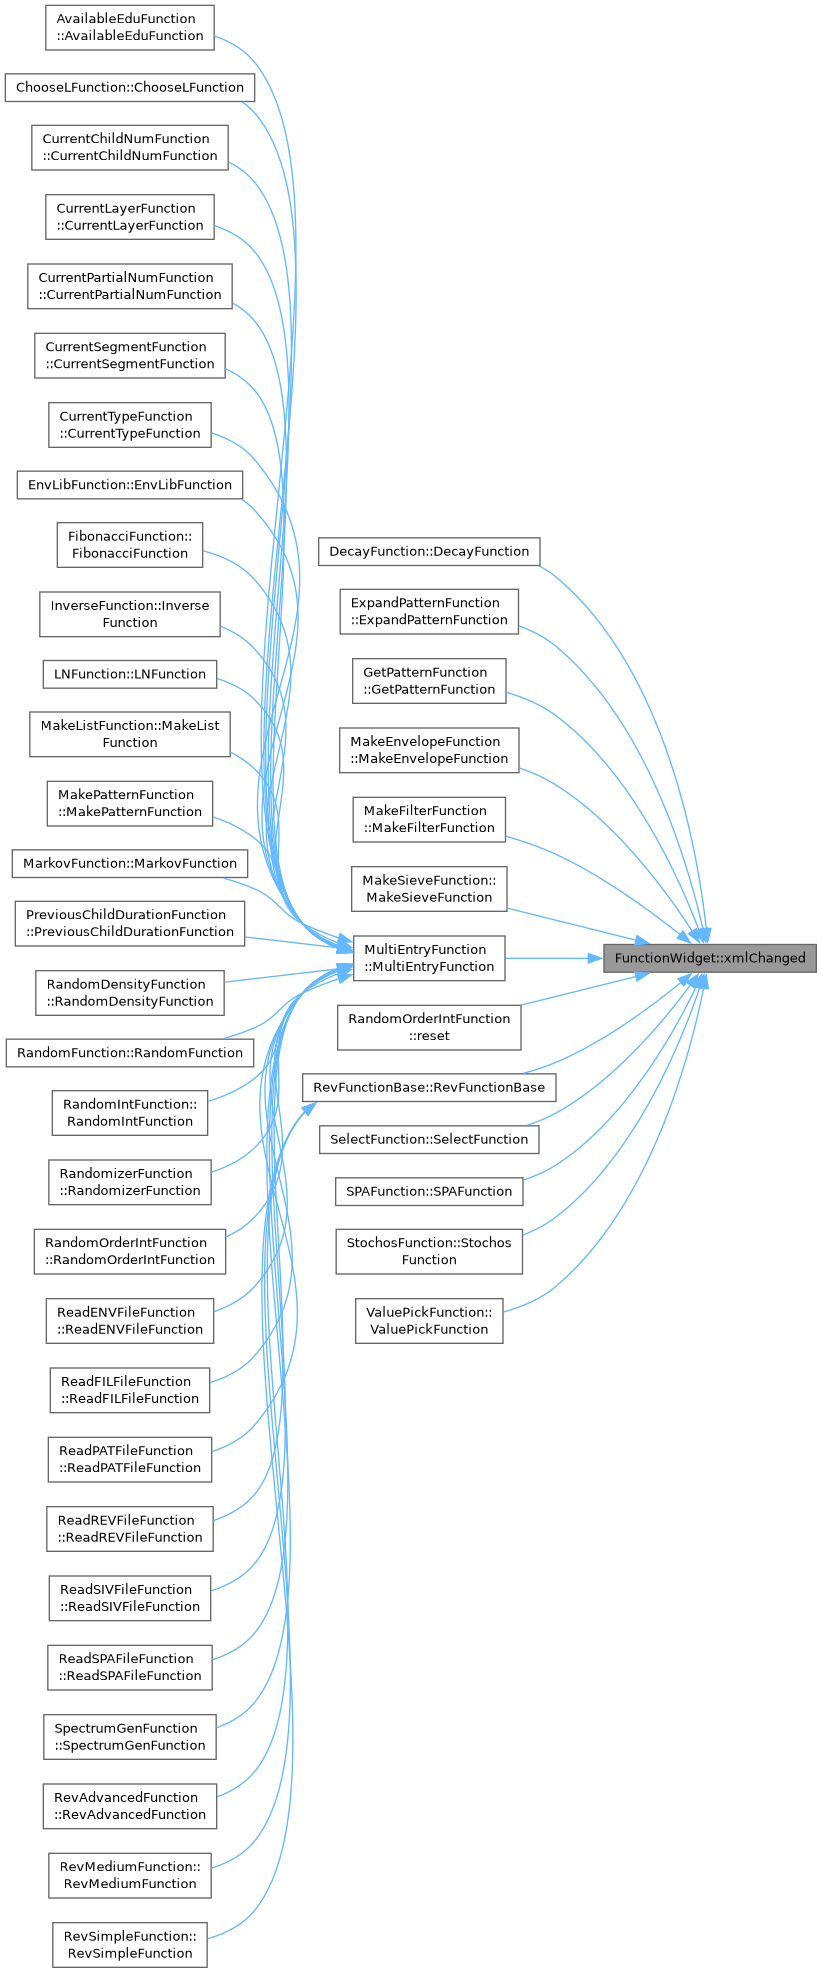 AvailableEduFunction
::AvailableEduFunction
ChooseLFunction::ChooseLFunction
CurrentChildNumFunction
::CurrentChildNumFunction
CurrentLayerFunction
::CurrentLayerFunction
CurrentPartialNumFunction
::CurrentPartialNumFunction
CurrentSegmentFunction
::CurrentSegmentFunction
CurrentTypeFunction
::CurrentTypeFunction
EnvLibFunction::EnvLibFunction
FibonacciFunction::
FibonacciFunction
InverseFunction::Inverse
Function
LNFunction::LNFunction
MakeListFunction::MakeList
Function
MakePatternFunction
::MakePatternFunction
MarkovFunction::MarkovFunction
PreviousChildDurationFunction
::PreviousChildDurationFunction
RandomDensityFunction
::RandomDensityFunction
RandomFunction::RandomFunction
RandomIntFunction::
RandomIntFunction
RandomizerFunction
::RandomizerFunction
RandomOrderIntFunction
::RandomOrderIntFunction
ReadENVFileFunction
::ReadENVFileFunction
ReadFILFileFunction
::ReadFILFileFunction
ReadPATFileFunction
::ReadPATFileFunction
ReadREVFileFunction
::ReadREVFileFunction
ReadSIVFileFunction
::ReadSIVFileFunction
ReadSPAFileFunction
::ReadSPAFileFunction
SpectrumGenFunction
::SpectrumGenFunction
RevAdvancedFunction
::RevAdvancedFunction
RevMediumFunction::
RevMediumFunction
RevSimpleFunction::
RevSimpleFunction
DecayFunction::DecayFunction
ExpandPatternFunction
::ExpandPatternFunction
GetPatternFunction
::GetPatternFunction
MakeEnvelopeFunction
::MakeEnvelopeFunction
MakeFilterFunction
::MakeFilterFunction
MakeSieveFunction::
MakeSieveFunction
MultiEntryFunction
::MultiEntryFunction
RandomOrderIntFunction
::reset
RevFunctionBase::RevFunctionBase
SelectFunction::SelectFunction
SPAFunction::SPAFunction
StochosFunction::Stochos
Function
ValuePickFunction::
ValuePickFunction
FunctionWidget::xmlChanged